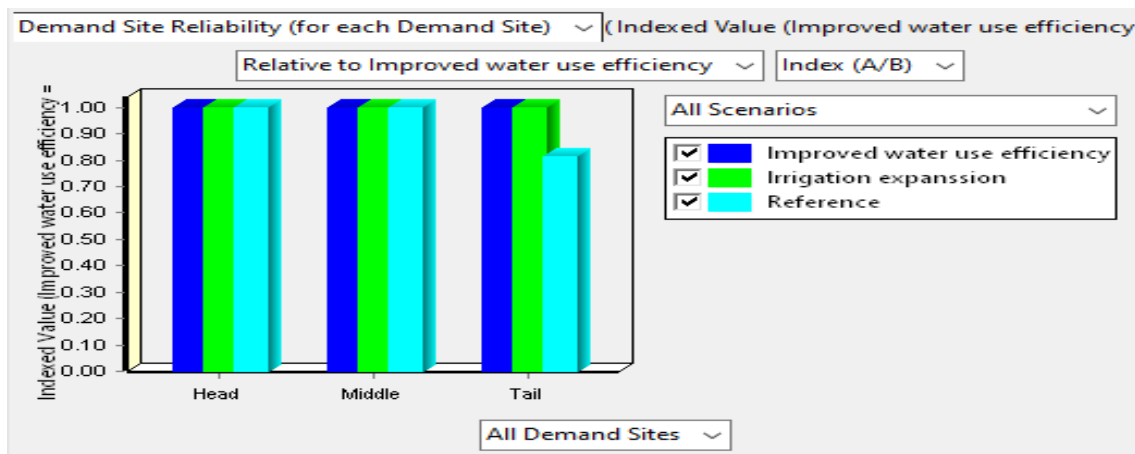 Demand Site Reliability (for each Demand Site) (Indexed Value (Improved water use efficiency
Relative to Improved water use efficiency Index (A/B)
All Scenarios
Improved water use efficiency
Irrigation expanssion
Reference
Indexed Value (Improved water use efficiency =
1.00
0.90
0.80
0.70
0.60
0.50
0.40
0.30
0.20
0.10
0.00
Head Middle Tail
All Demand Sites